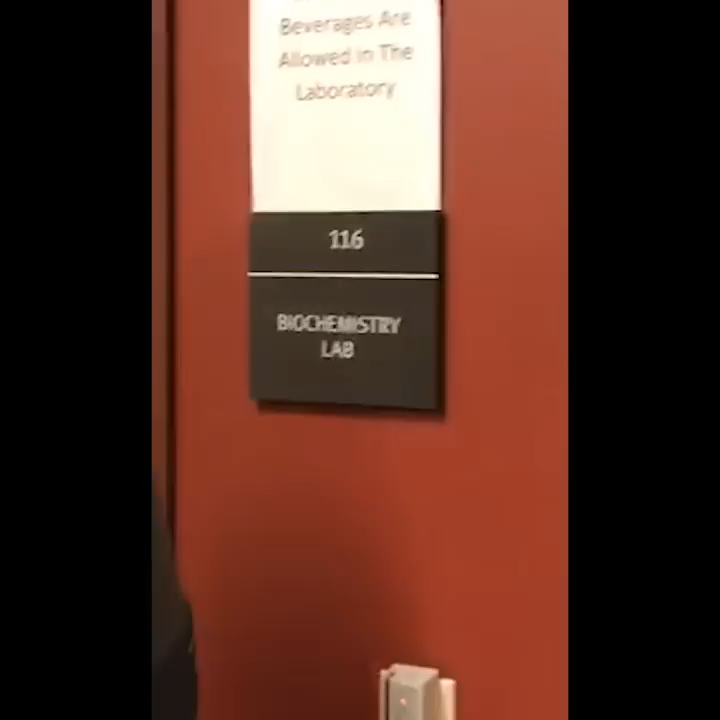 Beverages Are
Allowed in The
Laboratory
116
BIOCHEMISTRY
LAB